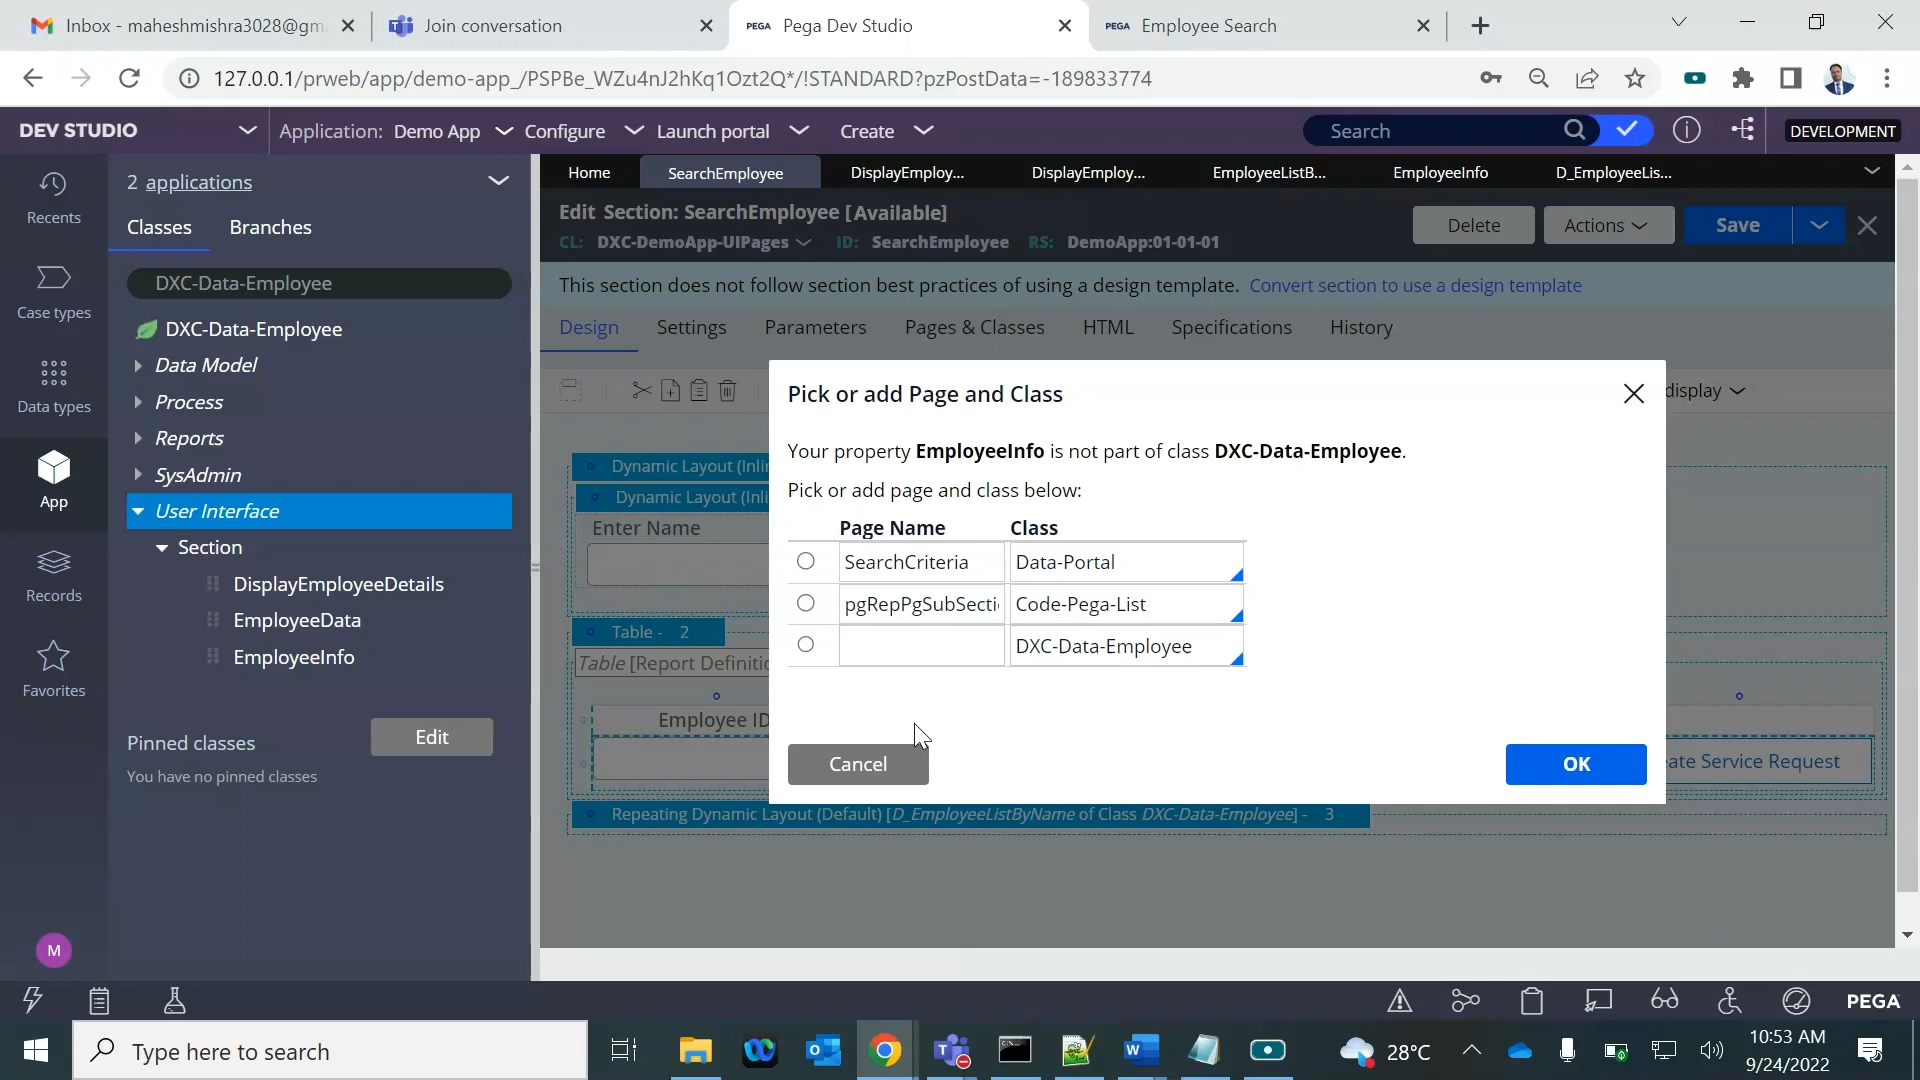 Inbox - maheshmishra3028@gm
Join conversation
PEGA Pega Dev Studio
PEGA Employee Search
127.0.0.1/prweb/app/demo-app_/PSPBe_WZu4nJ2hKq1Ozt2Q*/!STANDARD?pzPostData=-189833774
DEV STUDIO
Application: Demo App
Configure
Launch portal
Create
Search
DEVELOPMENT
Recents
Case types
Data types
App
Records
Favorites
M
2 applications
Classes
Branches
DXC-Data-Employee
DXC-Data-Employee
Data Model
Process
Reports
SysAdmin
User Interface
Section
DisplayEmployeeDetails
EmployeeData
EmployeeInfo
Pinned classes
Edit
You have no pinned classes
Home
SearchEmployee
DisplayEmploy...
DisplayEmploy...
EmployeeListB...
EmployeeInfo
D_EmployeeLis...
Edit Section: SearchEmployee [Available]
CL: DXC-DemoApp-UIPages ID: SearchEmployee RS: DemoApp:01-01-01
Delete
Actions
Save
This section does not follow section best practices of using a design template. Convert section to use a design template
Design
Settings
Parameters
Pages & Classes
HTML
Specifications
History
display
Dynamic Layout (Inli
Dynamic Layout (Inli
Enter Name
Table - 2
Table [Report Definitio
Employee ID
ate Service Request
Repeating Dynamic Layout (Default) [D_EmployeeListByName of Class DXC-Data-Employee] - 3
Pick or add Page and Class
Your property EmployeeInfo is not part of class DXC-Data-Employee.
Pick or add page and class below:
Page Name Class
SearchCriteria Data-Portal
pgRepPgSubSecti Code-Pega-List
DXC-Data-Employee
Cancel
OK
PEGA
Type here to search
28°C
10:53 AM
9/24/2022